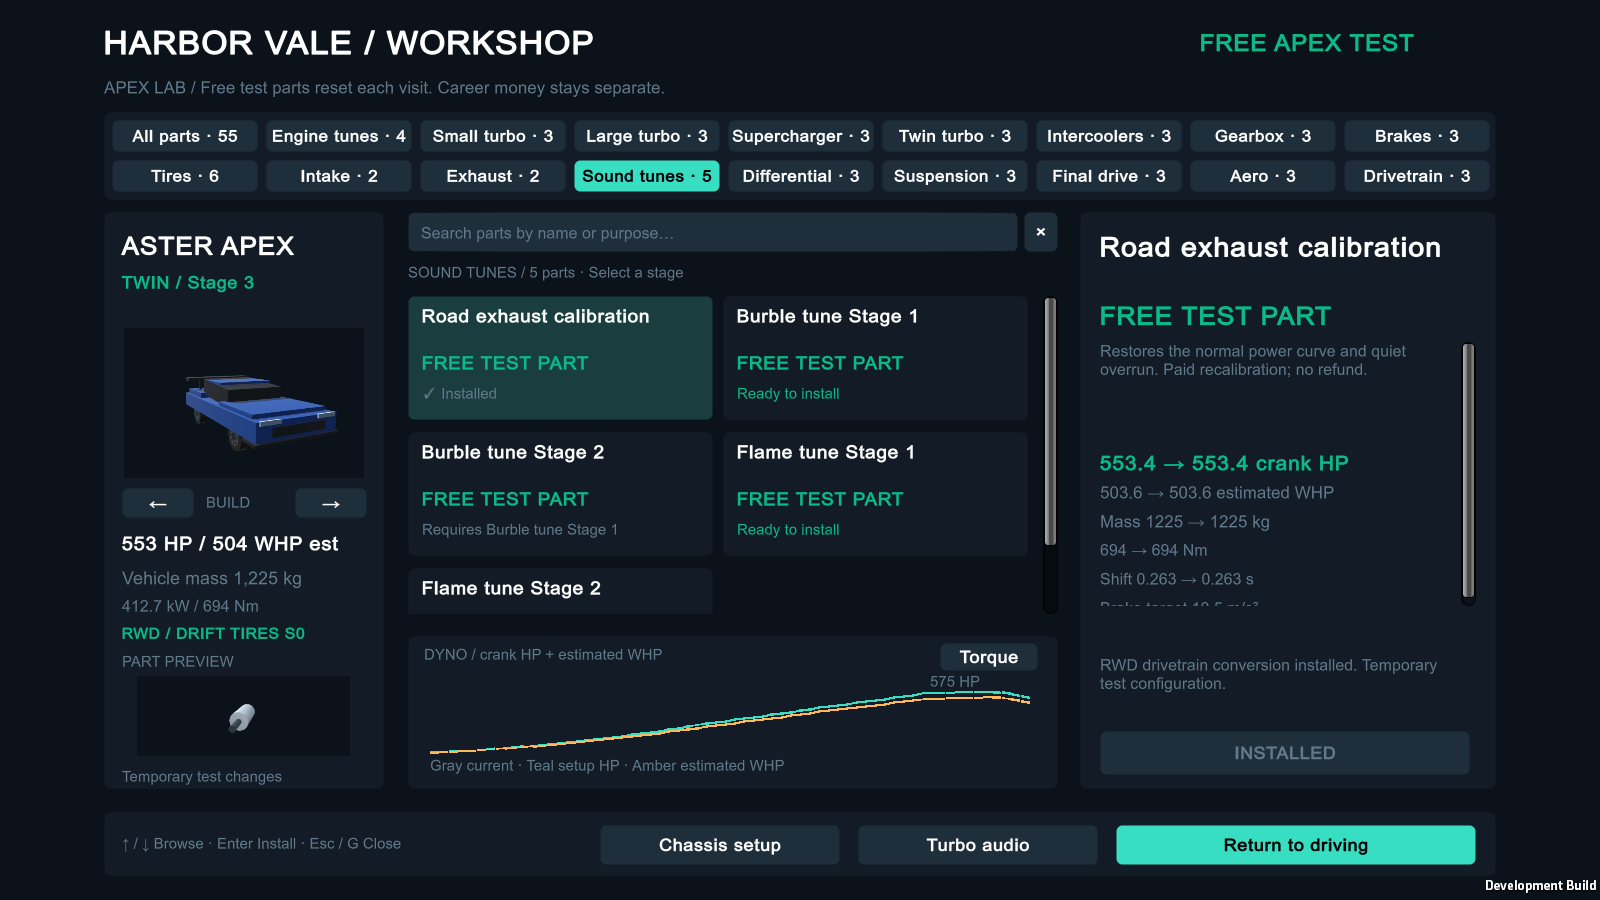 HARBOR VALE / WORKSHOP
FREE APEX TEST
APEX LAB / Free test parts reset each visit. Career money stays separate.
All parts · 55
Engine tunes · 4
Small turbo · 3
Large turbo · 3
Supercharger · 3
Twin turbo · 3
Intercoolers · 3
Gearbox · 3
Brakes · 3
Tires · 6
Intake · 2
Exhaust · 2
Sound tunes · 5
Differential · 3
Suspension · 3
Final drive · 3
Aero · 3
Drivetrain · 3
ASTER APEX
TWIN / Stage 3
← BUILD →
553 HP / 504 WHP est
Vehicle mass 1,225 kg
412.7 kW / 694 Nm
RWD / DRIFT TIRES S0
PART PREVIEW
Temporary test changes
Search parts by name or purpose...
×
SOUND TUNES / 5 parts · Select a stage
Road exhaust calibration
FREE TEST PART
✓ Installed
Burble tune Stage 1
FREE TEST PART
Ready to install
Burble tune Stage 2
FREE TEST PART
Requires Burble tune Stage 1
Flame tune Stage 1
FREE TEST PART
Ready to install
Flame tune Stage 2
DYNO / crank HP + estimated WHP
Torque
575 HP
Gray current · Teal setup HP · Amber estimated WHP
Road exhaust calibration
FREE TEST PART
Restores the normal power curve and quiet
overrun. Paid recalibration; no refund.
553.4 → 553.4 crank HP
503.6 → 503.6 estimated WHP
Mass 1225 → 1225 kg
694 → 694 Nm
Shift 0.263 → 0.263 s
RWD drivetrain conversion installed. Temporary
test configuration.
INSTALLED
↑ / ↓ Browse · Enter Install · Esc / G Close
Chassis setup
Turbo audio
Return to driving
Development Build